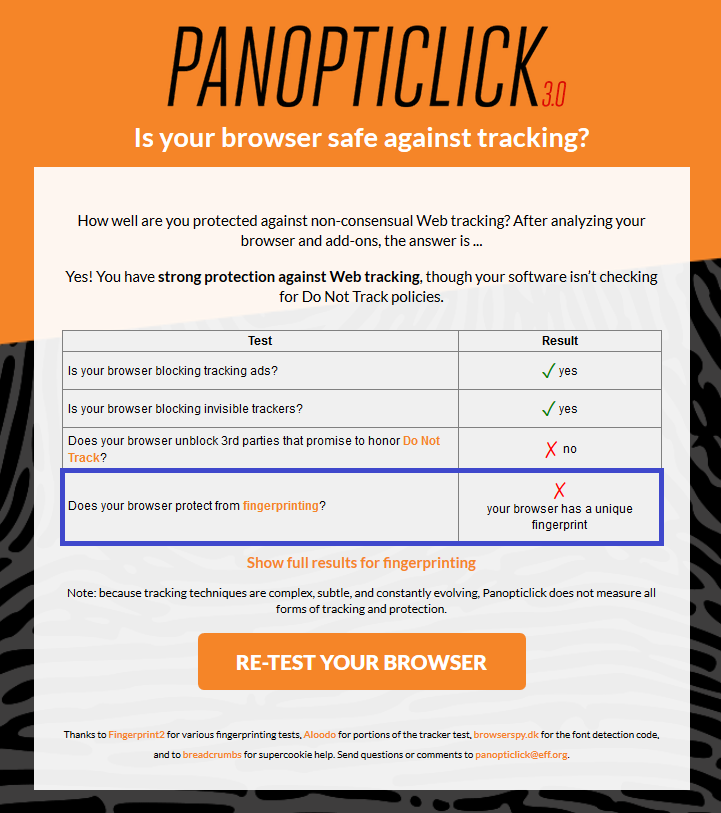 PANOPTICLICK 3.0
Is your browser safe against tracking?
How well are you protected against non-consensual Web tracking? After analyzing your
browser and add-ons, the answer is ...
Yes! You have strong protection against Web tracking, though your software isn't checking
for Do Not Track policies.
Test Result
Is your browser blocking tracking ads? ✓ yes
Is your browser blocking invisible trackers? ✓ yes
Does your browser unblock 3rd parties that promise to honor Do Not
Track? ✗ no
Does your browser protect from fingerprinting? ✗
your browser has a unique
fingerprint
Show full results for fingerprinting
Note: because tracking techniques are complex, subtle, and constantly evolving, Panopticlick does not measure all
forms of tracking and protection.
RE-TEST YOUR BROWSER
Thanks to Fingerprint2 for various fingerprinting tests, Aloodo for portions of the tracker test, browserspy.dk for the font detection code,
and to breadcrumbs for supercookie help. Send questions or comments to panopticlick@eff.org.